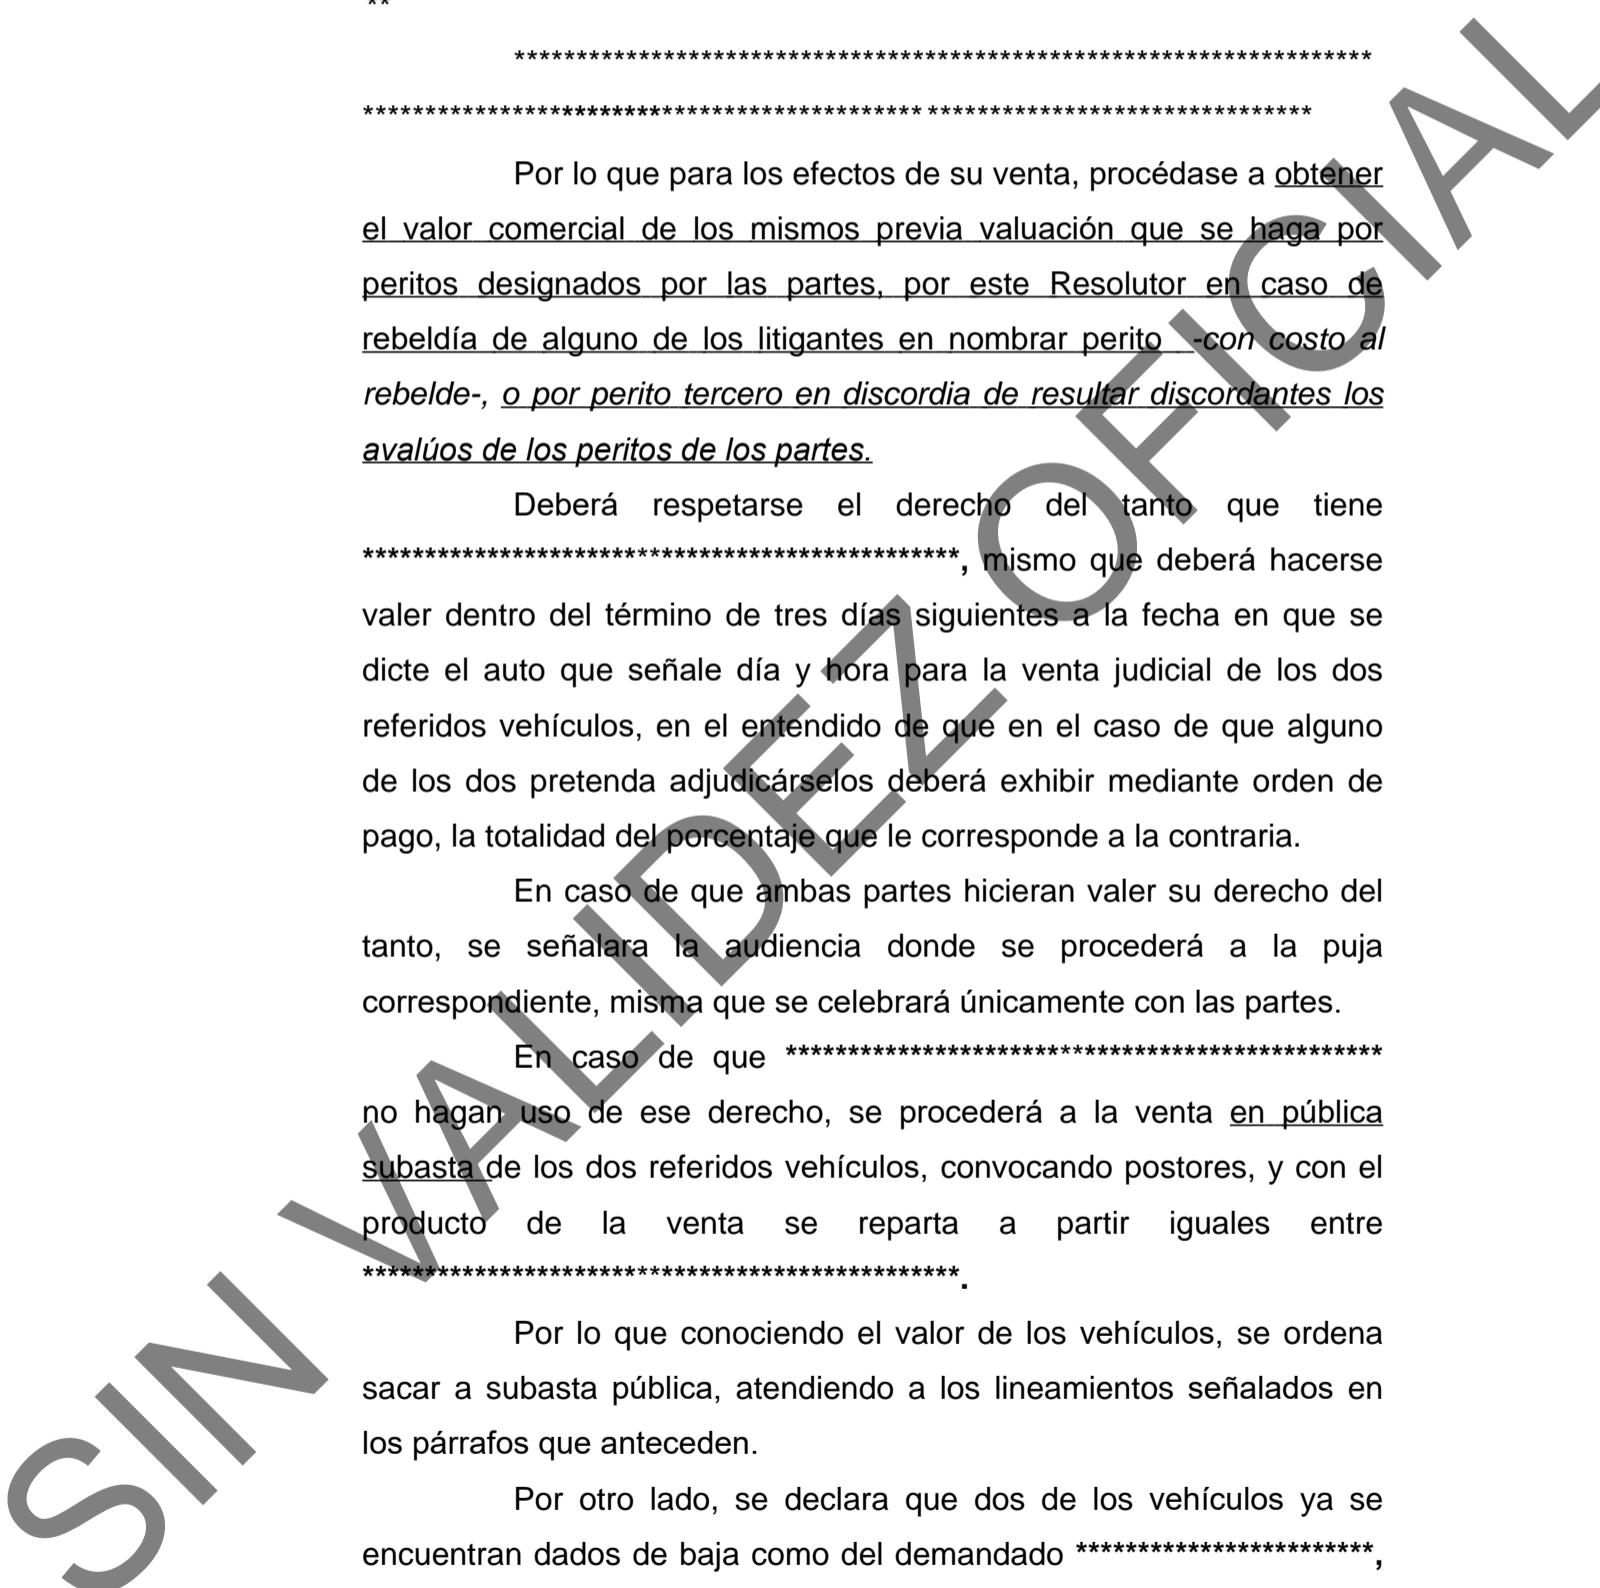 **
*********************************************************************
********************************************* *******************************
Por lo que para los efectos de su venta, procédase a obtener
el valor comercial de los mismos previa valuación que se haga por
peritos designados por las partes, por este Resolutor en caso de
rebeldía de alguno de los litigantes en nombrar perito -con costo al
rebelde-, o por perito tercero en discordia de resultar discordantes los
avalúos de los peritos de los partes.
Deberá respetarse el derecho del tanto que tiene
************************************************, mismo que deberá hacerse
valer dentro del término de tres días siguientes a la fecha en que se
dicte el auto que señale día y hora para la venta judicial de los dos
referidos vehículos, en el entendido de que en el caso de que alguno
de los dos pretenda adjudicárselos deberá exhibir mediante orden de
pago, la totalidad del porcentaje que le corresponde a la contraria.
En caso de que ambas partes hicieran valer su derecho del
tanto, se señalara la audiencia donde se procederá a la puja
correspondiente, misma que se celebrará únicamente con las partes.
En caso de que ************************************************
no hagan uso de ese derecho, se procederá a la venta en pública
subasta de los dos referidos vehículos, convocando postores, y con el
producto de la venta se reparta a partir iguales entre
************************************************.
Por lo que conociendo el valor de los vehículos, se ordena
sacar a subasta pública, atendiendo a los lineamientos señalados en
los párrafos que anteceden.
Por otro lado, se declara que dos de los vehículos ya se
encuentran dados de baja como del demandado ************************,
SIN VALIDEZ OFICIAL